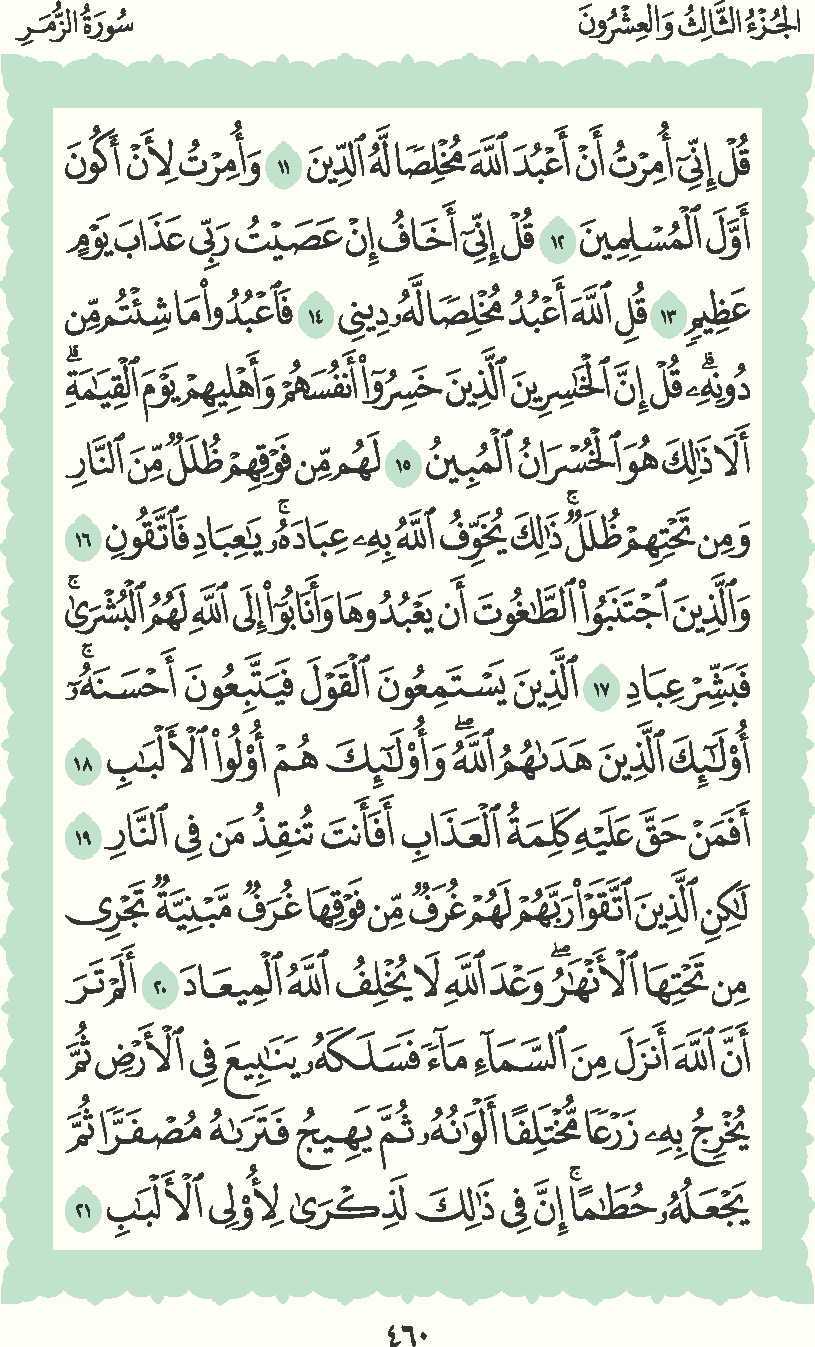 الجُزْءُ الثَّالِثُ وَالعِشْرُونَ
سُورَةُ الزُّمَرِ
قُلْ إِنِّىٓ أُمِرْتُ أَنْ أَعْبُدَ ٱللَّهَ مُخْلِصًا لَّهُ ٱلدِّينَ ١١ وَأُمِرْتُ لِأَنْ أَكُونَ
أَوَّلَ ٱلْمُسْلِمِينَ ١٢ قُلْ إِنِّىٓ أَخَافُ إِنْ عَصَيْتُ رَبِّى عَذَابَ يَوْمٍ
عَظِيمٍ ١٣ قُلِ ٱللَّهَ أَعْبُدُ مُخْلِصًا لَّهُۥ دِينِى ١٤ فَٱعْبُدُوا۟ مَا شِئْتُم مِّن
دُونِهِۦ ۗ قُلْ إِنَّ ٱلْخَـٰسِرِينَ ٱلَّذِينَ خَسِرُوٓا۟ أَنفُسَهُمْ وَأَهْلِيهِمْ يَوْمَ ٱلْقِيَـٰمَةِ ۗ
أَلَا ذَٰلِكَ هُوَ ٱلْخُسْرَانُ ٱلْمُبِينُ ١٥ لَهُم مِّن فَوْقِهِمْ ظُلَلٌ مِّنَ ٱلنَّارِ
وَمِن تَحْتِهِمْ ظُلَلٌ ۚ ذَٰلِكَ يُخَوِّفُ ٱللَّهُ بِهِۦ عِبَادَهُۥ ۚ يَـٰعِبَادِ فَٱتَّقُونِ ١٦
وَٱلَّذِينَ ٱجْتَنَبُوا۟ ٱلطَّـٰغُوتَ أَن يَعْبُدُوهَا وَأَنَابُوٓا۟ إِلَى ٱللَّهِ لَهُمُ ٱلْبُشْرَىٰ ۚ
فَبَشِّرْ عِبَادِ ١٧ ٱلَّذِينَ يَسْتَمِعُونَ ٱلْقَوْلَ فَيَتَّبِعُونَ أَحْسَنَهُۥٓ ۚ
أُو۟لَـٰٓئِكَ ٱلَّذِينَ هَدَىٰهُمُ ٱللَّهُ ۖ وَأُو۟لَـٰٓئِكَ هُمْ أُو۟لُوا۟ ٱلْأَلْبَـٰبِ ١٨
أَفَمَنْ حَقَّ عَلَيْهِ كَلِمَةُ ٱلْعَذَابِ أَفَأَنتَ تُنقِذُ مَن فِى ٱلنَّارِ ١٩
لَـٰكِنِ ٱلَّذِينَ ٱتَّقَوْا۟ رَبَّهُمْ لَهُمْ غُرَفٌ مِّن فَوْقِهَا غُرَفٌ مَّبْنِيَّةٌ تَجْرِى
مِن تَحْتِهَا ٱلْأَنْهَـٰرُ ۖ وَعْدَ ٱللَّهِ لَا يُخْلِفُ ٱللَّهُ ٱلْمِيعَادَ ٢٠ أَلَمْ تَرَ
أَنَّ ٱللَّهَ أَنزَلَ مِنَ ٱلسَّمَآءِ مَآءً فَسَلَكَهُۥ يَنَـٰبِيعَ فِى ٱلْأَرْضِ ثُمَّ
يُخْرِجُ بِهِۦ زَرْعًا مُّخْتَلِفًا أَلْوَٰنُهُۥ ثُمَّ يَهِيجُ فَتَرَىٰهُ مُصْفَرًّا ثُمَّ
يَجْعَلُهُۥ حُطَـٰمًا ۚ إِنَّ فِى ذَٰلِكَ لَذِكْرَىٰ لِأُو۟لِى ٱلْأَلْبَـٰبِ ٢١
٤٦٠